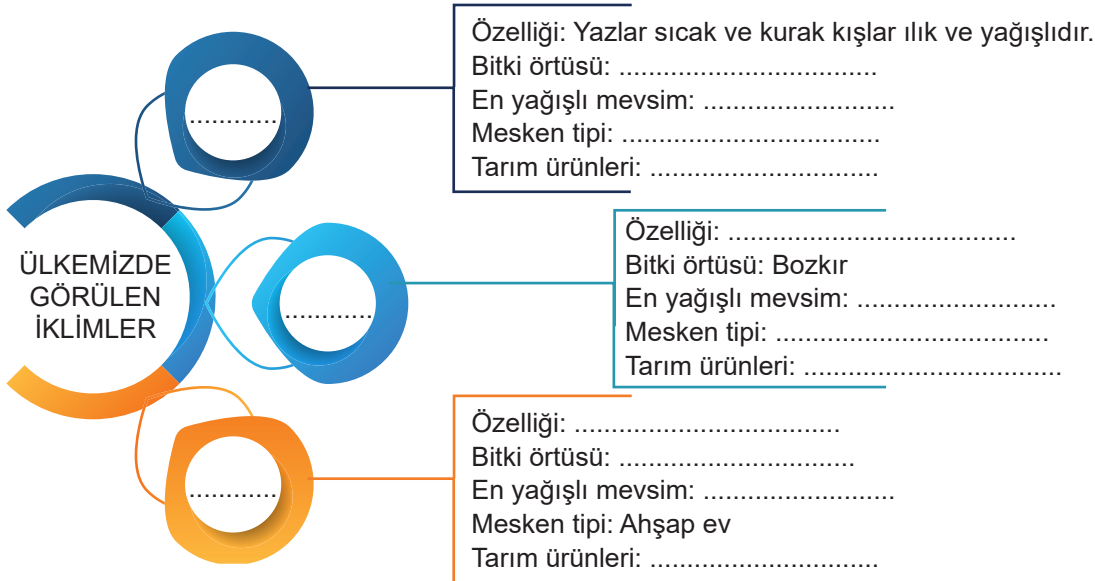 ÜLKEMİZDE
GÖRÜLEN
İKLİMLER
............
Özelliği: Yazlar sıcak ve kurak kışlar ılık ve yağışlıdır.
Bitki örtüsü: ..................................
En yağışlı mevsim: .........................
Mesken tipi: ..................................
Tarım ürünleri: ..............................
............
Özelliği: ......................................
Bitki örtüsü: Bozkır
En yağışlı mevsim: ..........................
Mesken tipi: ....................................
Tarım ürünleri: ..................................
............
Özelliği: ...................................
Bitki örtüsü: ...............................
En yağışlı mevsim: .........................
Mesken tipi: Ahşap ev
Tarım ürünleri: ..............................